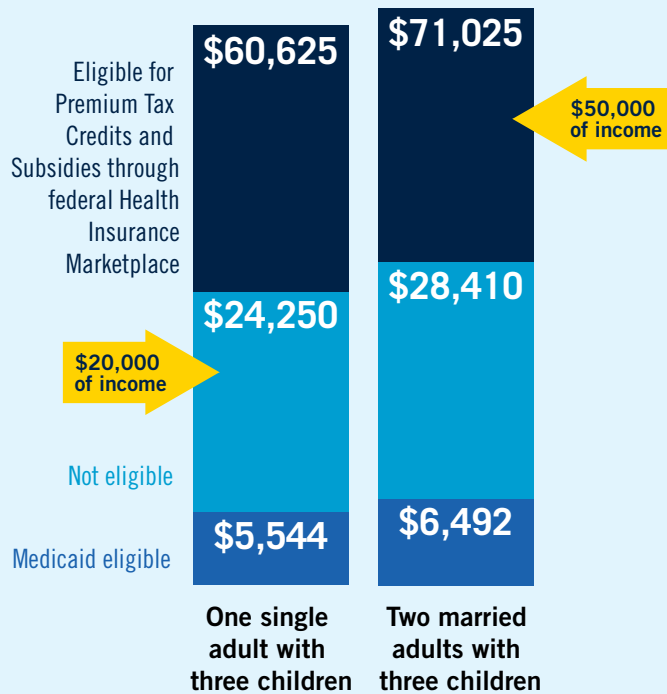 Eligible for
Premium Tax
Credits and
Subsidies through
federal Health
Insurance
Marketplace
$60,625
$71,025
$50,000
of income
$24,250
$28,410
$20,000
of income
Not eligible
Medicaid eligible
$5,544
$6,492
One single
adult with
three children
Two married
adults with
three children